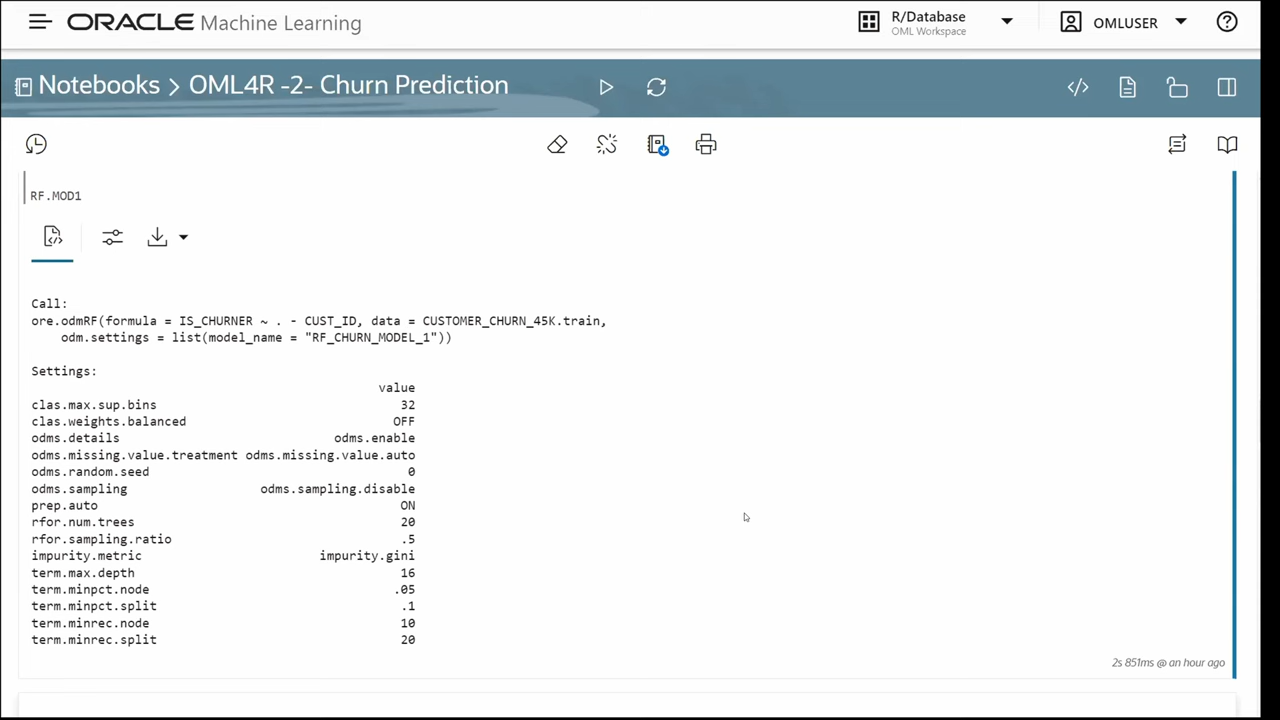 ORACLE Machine Learning
R/Database
OML Workspace
OMLUSER
Notebooks > OML4R -2- Churn Prediction
RF.MOD1
Call:
ore.odmRF(formula = IS_CHURNER ~ . - CUST_ID, data = CUSTOMER_CHURN_45K.train,
odm.settings = list(model_name = "RF_CHURN_MODEL_1"))
Settings:
value
clas.max.sup.bins 32
clas.weights.balanced OFF
odms.details odms.enable
odms.missing.value.treatment odms.missing.value.auto
odms.random.seed 0
odms.sampling odms.sampling.disable
prep.auto ON
rfor.num.trees 20
rfor.sampling.ratio .5
impurity.metric impurity.gini
term.max.depth 16
term.minpct.node .05
term.minpct.split .1
term.minrec.node 10
term.minrec.split 20
2s 851ms @ an hour ago